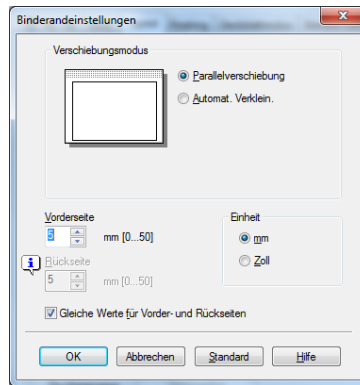 Binderandeinstellungen
Verschiebungsmodus
Parallelverschiebung
Automat. Verklein.
Vorderseite
5 mm [0...50]
Rückseite
5 mm [0...50]
Einheit
mm
Zoll
Gleiche Werte für Vorder- und Rückseiten
OK Abbrechen Standard Hilfe